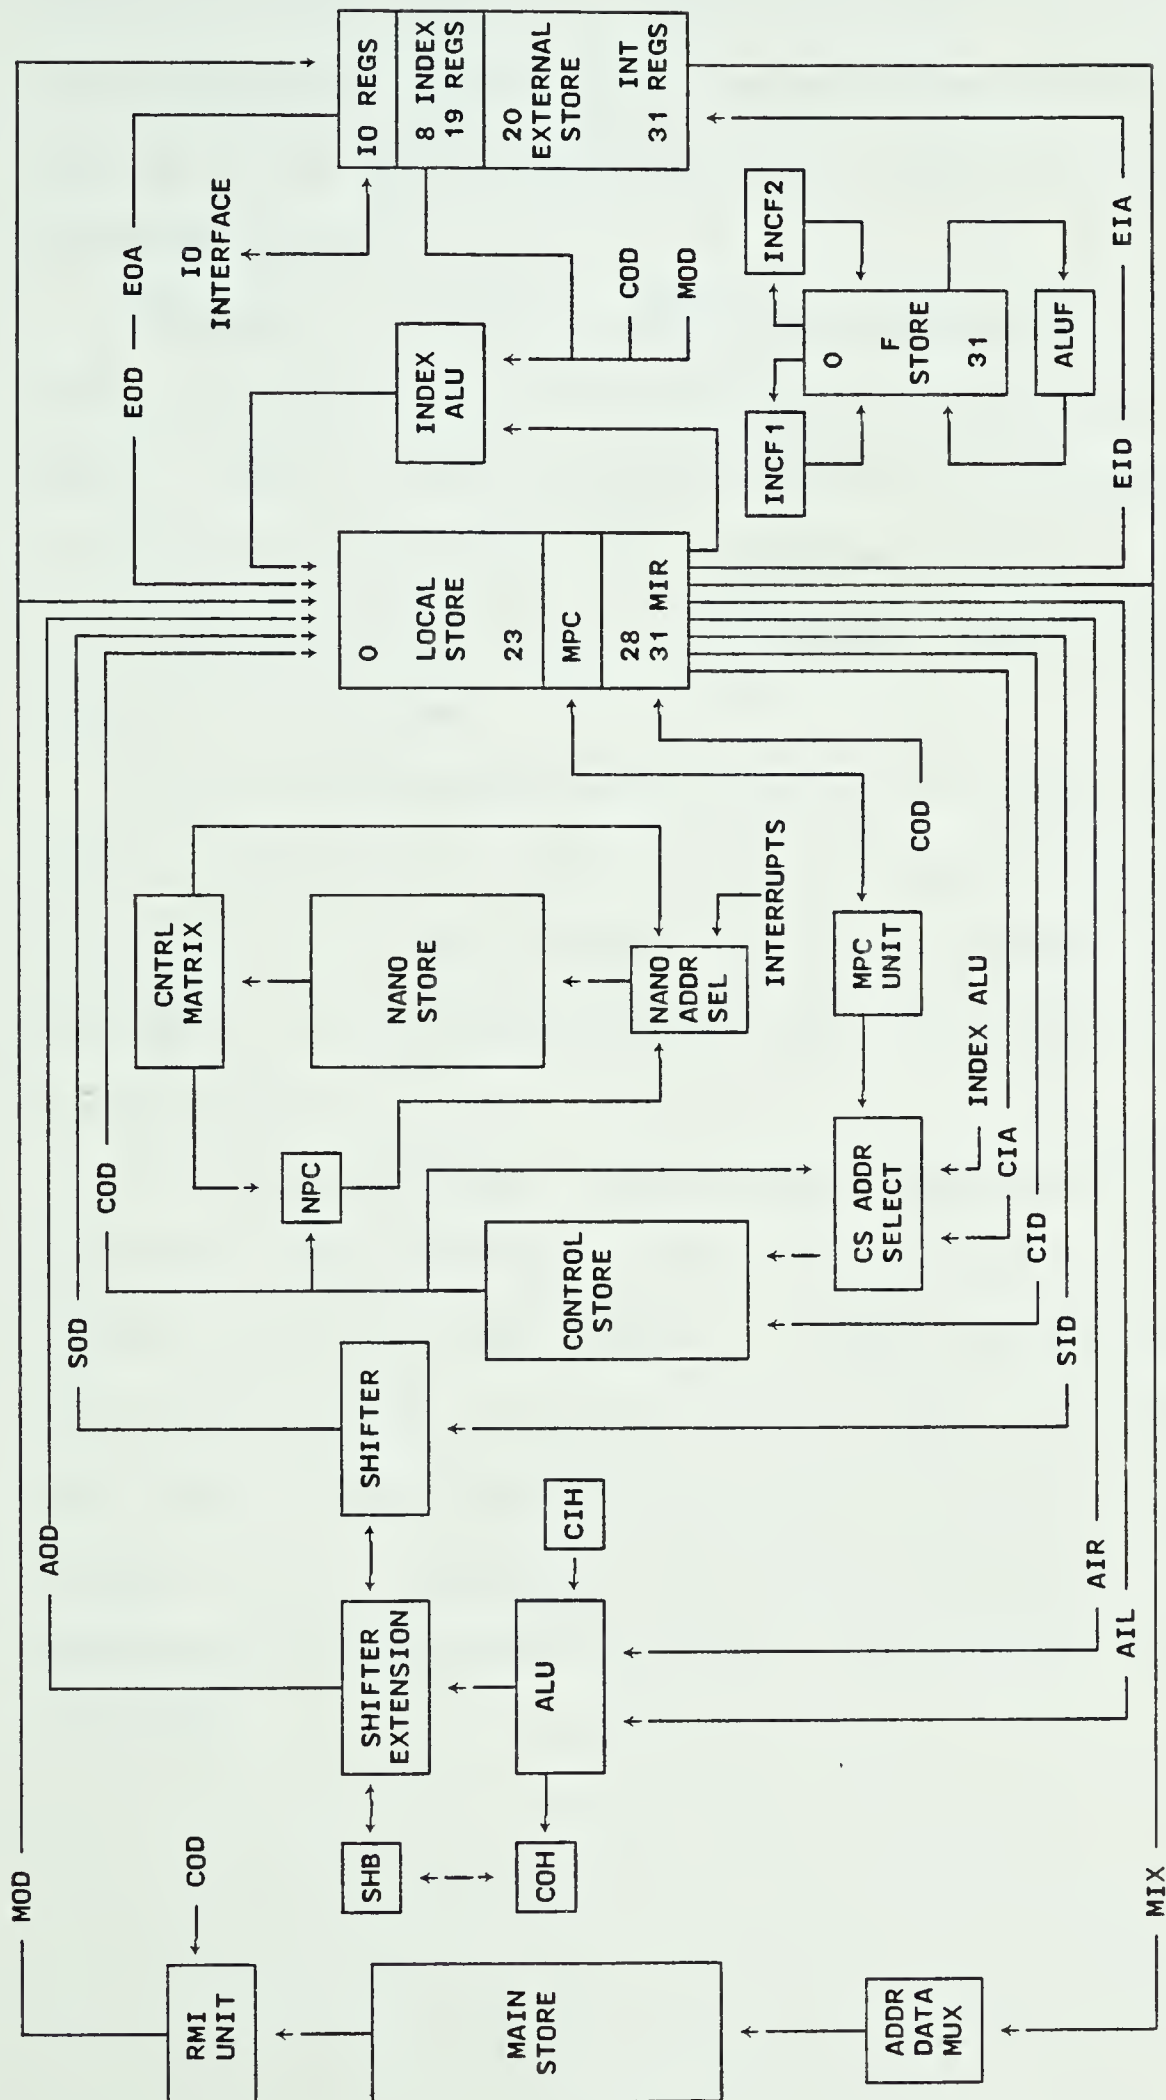 MOD
AOD
SOD
COD
EOD
EOA
RMI
UNIT
COD
MAIN
STORE
ADDR
DATA
MUX
MIX
SHB
SHIFTER
EXTENSION
SHIFTER
COH
ALU
CIH
CONTROL
STORE
NPC
CNTRL
MATRIX
NANO
STORE
NANO
ADDR
SEL
INTERRUPTS
CS ADDR
SELECT
MPC
UNIT
INDEX ALU
COD
0
LOCAL
STORE
23
MPC
28
31 MIR
INDEX
ALU
COD
MOD
IO
INTERFACE
IO REGS
8 INDEX
19 REGS
20
EXTERNAL
STORE
INT
31 REGS
INCF1
INCF2
0
F
STORE
31
ALUF
CIA
CID
SID
AIR
AIL
EID
EIA